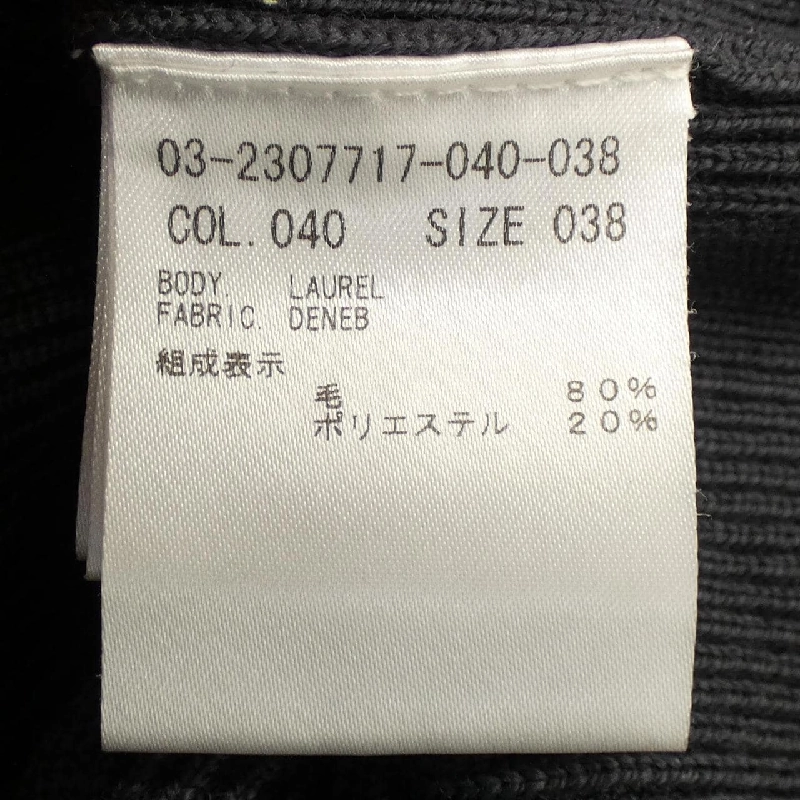 03-2307717-040-038
COL. 040 SIZE 038
BODY. LAUREL
FABRIC. DENEB
組成表示
毛 80%
ポリエステル 20%